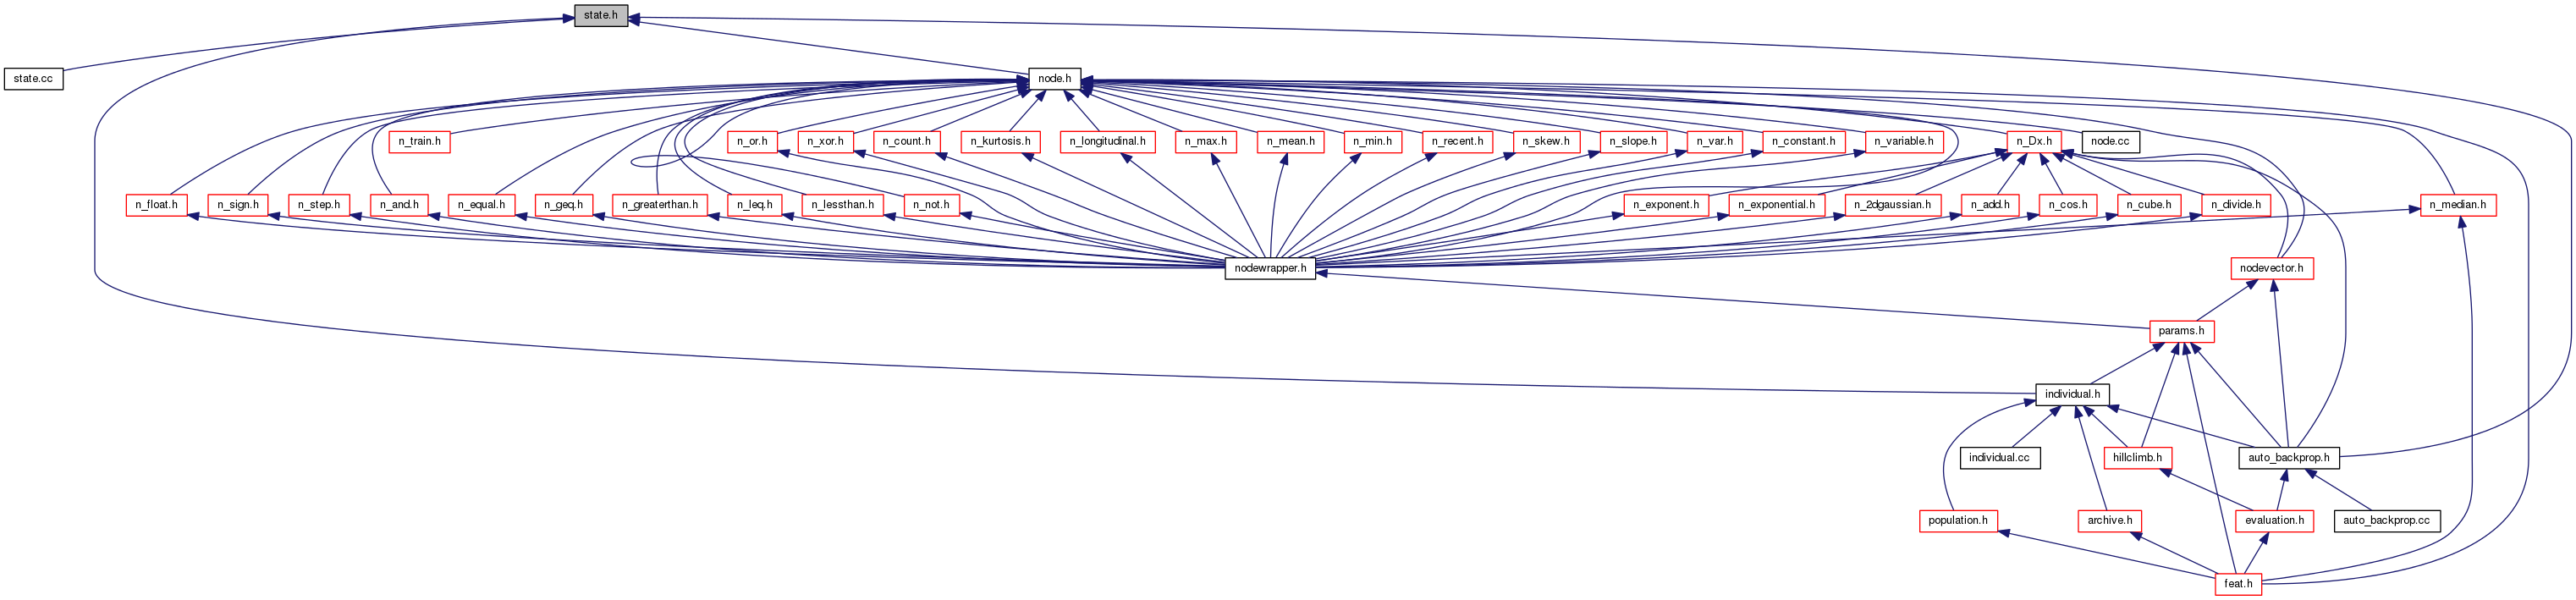 state.h
state.cc
node.h
n_train.h
n_or.h
n_xor.h
n_count.h
n_kurtosis.h
n_longitudinal.h
n_max.h
n_mean.h
n_min.h
n_recent.h
n_skew.h
n_slope.h
n_var.h
n_constant.h
n_variable.h
n_Dx.h
node.cc
n_float.h
n_sign.h
n_step.h
n_and.h
n_equal.h
n_geq.h
n_greaterthan.h
n_leq.h
n_lessthan.h
n_not.h
n_exponent.h
n_exponential.h
n_2dgaussian.h
n_add.h
n_cos.h
n_cube.h
n_divide.h
n_median.h
nodewrapper.h
nodevector.h
params.h
individual.h
individual.cc
hillclimb.h
auto_backprop.h
population.h
archive.h
evaluation.h
auto_backprop.cc
feat.h